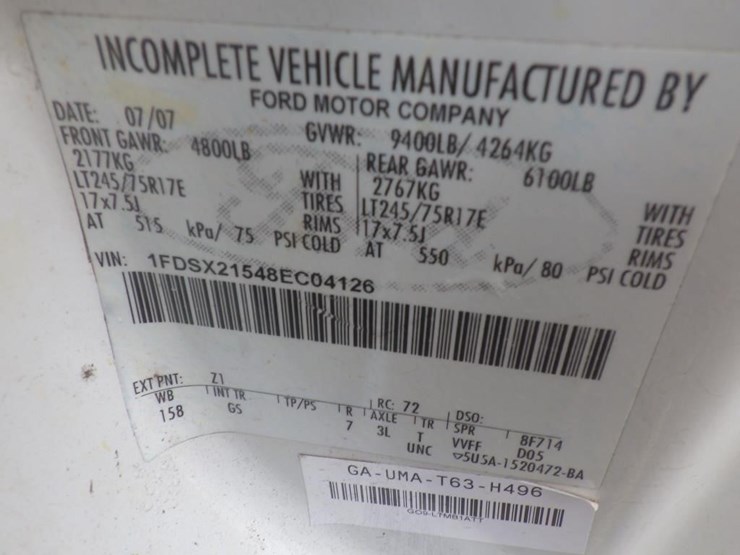 INCOMPLETE VEHICLE MANUFACTURED BY
FORD MOTOR COMPANY
DATE: 07/07 GVWR: 9400LB/ 4264KG
FRONT GAWR: 4800LB REAR GAWR: 6100LB
2177KG WITH 2767KG WITH
LT245/75R17E TIRES LT245/75R17E TIRES
17x7.5J RIMS 17x7.5J RIMS
AT 515 kPa/ 75 PSI COLD AT 550 kPa/ 80 PSI COLD
VIN: 1FDSX21548EC04126
EXT PNT: Z1 RC: 72 DSO:
WB INT TR TP/PS R AXLE TR SPR 8F714
158 GS 7 3L T VVFF D05
UNC 5U5A-1520472-BA
GA-UMA-T63-H496